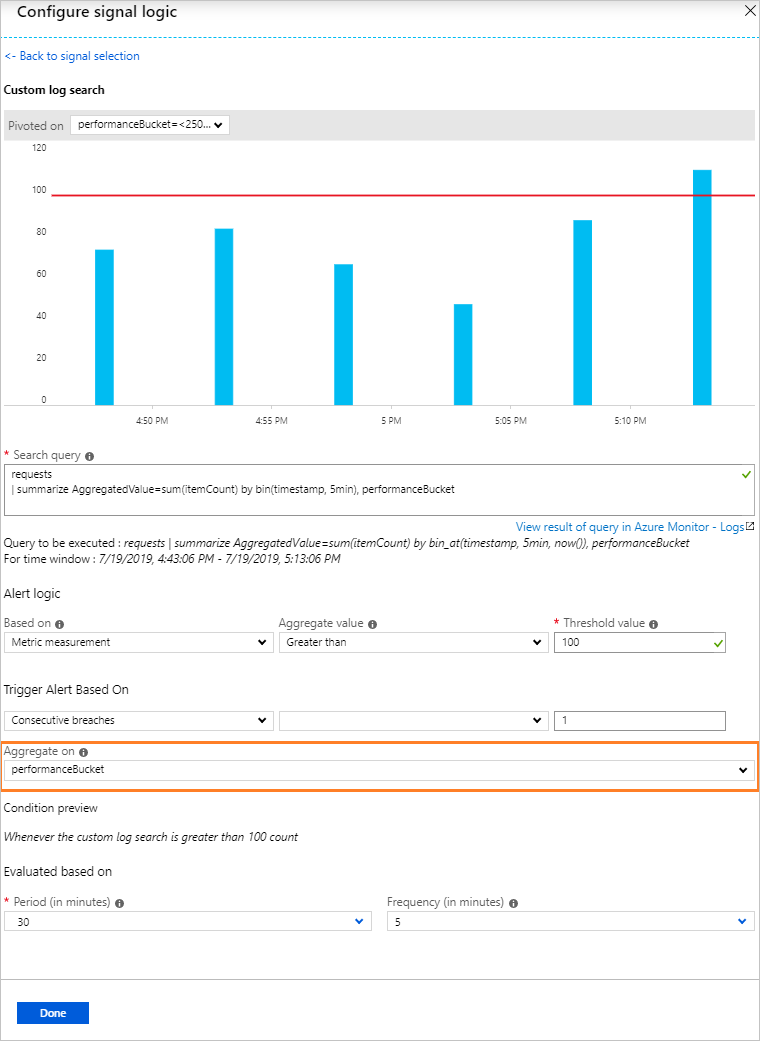 Configure signal logic
<- Back to signal selection
Custom log search
Pivoted on performanceBucket=<250...
120
100
80
60
40
20
0
4:50 PM 4:55 PM 5 PM 5:05 PM 5:10 PM
* Search query
requests
| summarize AggregatedValue=sum(itemCount) by bin(timestamp, 5min), performanceBucket
View result of query in Azure Monitor - Logs
Query to be executed : requests | summarize AggregatedValue=sum(itemCount) by bin_at(timestamp, 5min, now()), performanceBucket
For time window : 7/19/2019, 4:43:06 PM - 7/19/2019, 5:13:06 PM
Alert logic
Based on Aggregate value * Threshold value
Metric measurement Greater than 100
Trigger Alert Based On
Consecutive breaches 1
Aggregate on
performanceBucket
Condition preview
Whenever the custom log search is greater than 100 count
Evaluated based on
* Period (in minutes) Frequency (in minutes)
30 5
Done